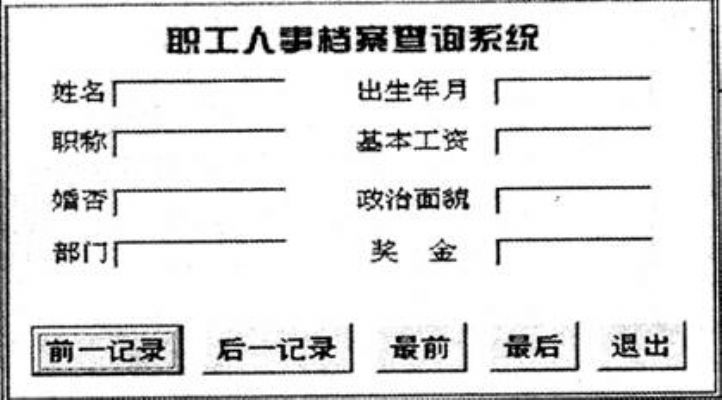 职工人事档案查询系统
姓名 出生年月
职称 基本工资
婚否 政治面貌
部门 奖 金
前一记录 后一记录 最前 最后 退出